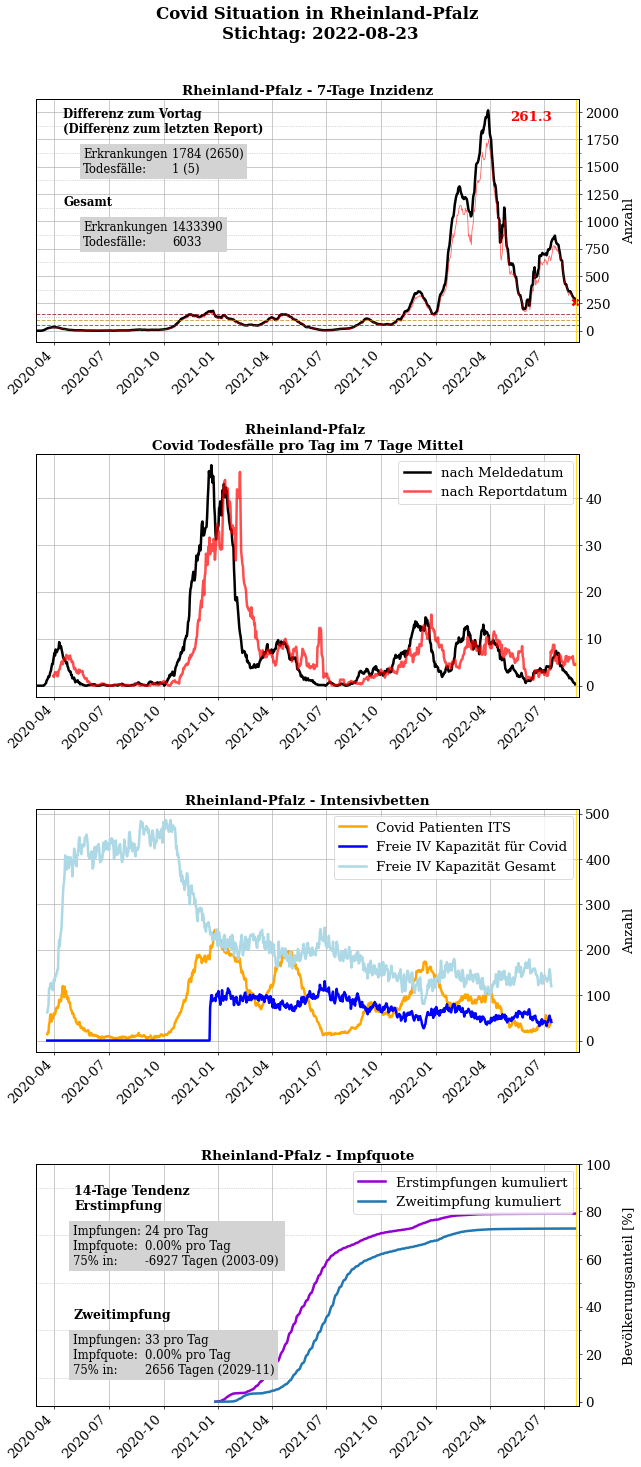 Covid Situation in Rheinland-Pfalz
Stichtag: 2022-08-23
Rheinland-Pfalz - 7-Tage Inzidenz
Differenz zum Vortag
(Differenz zum letzten Report)
Erkrankungen 1784 (2650)
Todesfälle: 1 (5)
Gesamt
Erkrankungen 1433390
Todesfälle: 6033
261.3
2000
1750
1500
1250
1000
750
500
250
0
Anzahl
2020-04 2020-07 2020-10 2021-01 2021-04 2021-07 2021-10 2022-01 2022-04 2022-07
Rheinland-Pfalz
Covid Todesfälle pro Tag im 7 Tage Mittel
nach Meldedatum
nach Reportdatum
40
30
20
10
0
2020-04 2020-07 2020-10 2021-01 2021-04 2021-07 2021-10 2022-01 2022-04 2022-07
Rheinland-Pfalz - Intensivbetten
Covid Patienten ITS
Freie IV Kapazität für Covid
Freie IV Kapazität Gesamt
500
400
300
200
100
0
Anzahl
2020-04 2020-07 2020-10 2021-01 2021-04 2021-07 2021-10 2022-01 2022-04 2022-07
Rheinland-Pfalz - Impfquote
Erstimpfungen kumuliert
Zweitimpfung kumuliert
14-Tage Tendenz
Erstimpfung
Impfungen: 24 pro Tag
Impfquote: 0.00% pro Tag
75% in: -6927 Tagen (2003-09)
Zweitimpfung
Impfungen: 33 pro Tag
Impfquote: 0.00% pro Tag
75% in: 2656 Tagen (2029-11)
100
80
60
40
20
0
Bevölkerungsanteil [%]
2020-04 2020-07 2020-10 2021-01 2021-04 2021-07 2021-10 2022-01 2022-04 2022-07